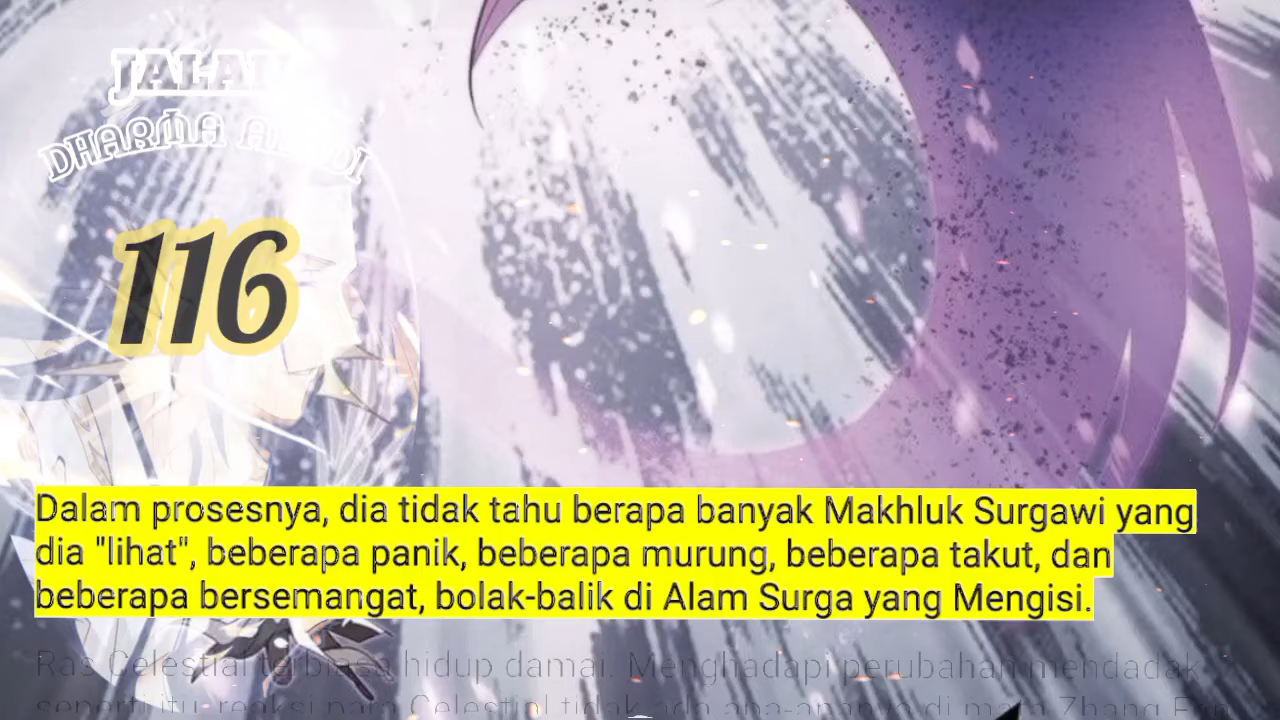 JALAN
DHARMA ABADI
116
Dalam prosesnya, dia tidak tahu berapa banyak Makhluk Surgawi yang
dia "lihat", beberapa panik, beberapa murung, beberapa takut, dan
beberapa bersemangat, bolak-balik di Alam Surga yang Mengisi.
Ras Celestial terbiasa hidup damai. Menghadapi perubahan mendadak
seperti itu, reaksi para Celestial tidak ada apa-apanya di mata Zhang